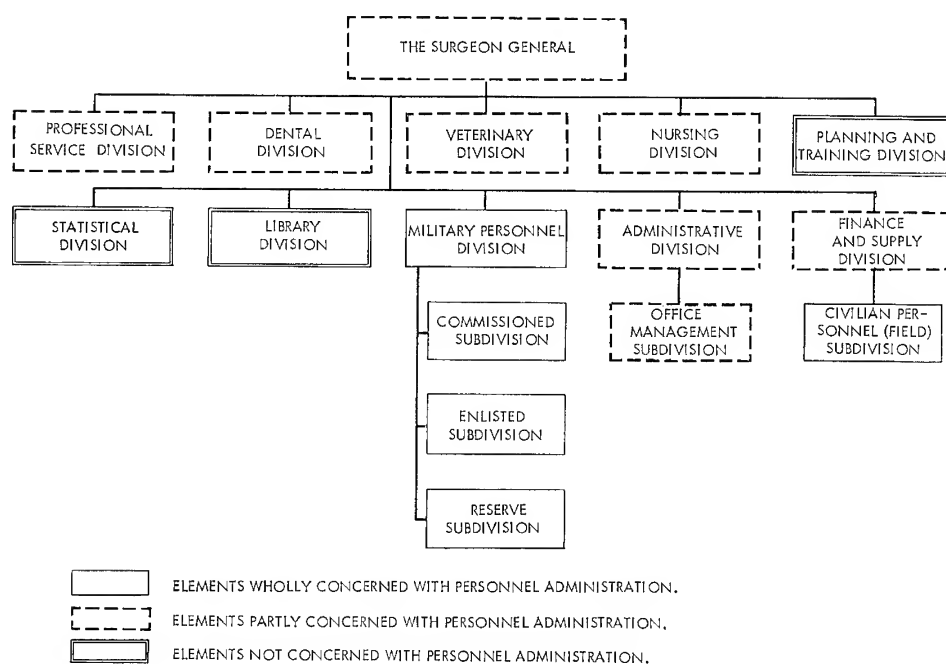 THE SURGEON GENERAL
PROFESSIONAL
SERVICE DIVISION
DENTAL
DIVISION
VETERINARY
DIVISION
NURSING
DIVISION
PLANNING AND
TRAINING DIVISION
STATISTICAL
DIVISION
LIBRARY
DIVISION
MILITARY PERSONNEL
DIVISION
ADMINISTRATIVE
DIVISION
FINANCE
AND SUPPLY
DIVISION
COMMISSIONED
SUBDIVISION
OFFICE
MANAGEMENT
SUBDIVISION
CIVILIAN PER-
SONNEL (FIELD)
SUBDIVISION
ENLISTED
SUBDIVISION
RESERVE
SUBDIVISION
ELEMENTS WHOLLY CONCERNED WITH PERSONNEL ADMINISTRATION.
ELEMENTS PARTLY CONCERNED WITH PERSONNEL ADMINISTRATION.
ELEMENTS NOT CONCERNED WITH PERSONNEL ADMINISTRATION.